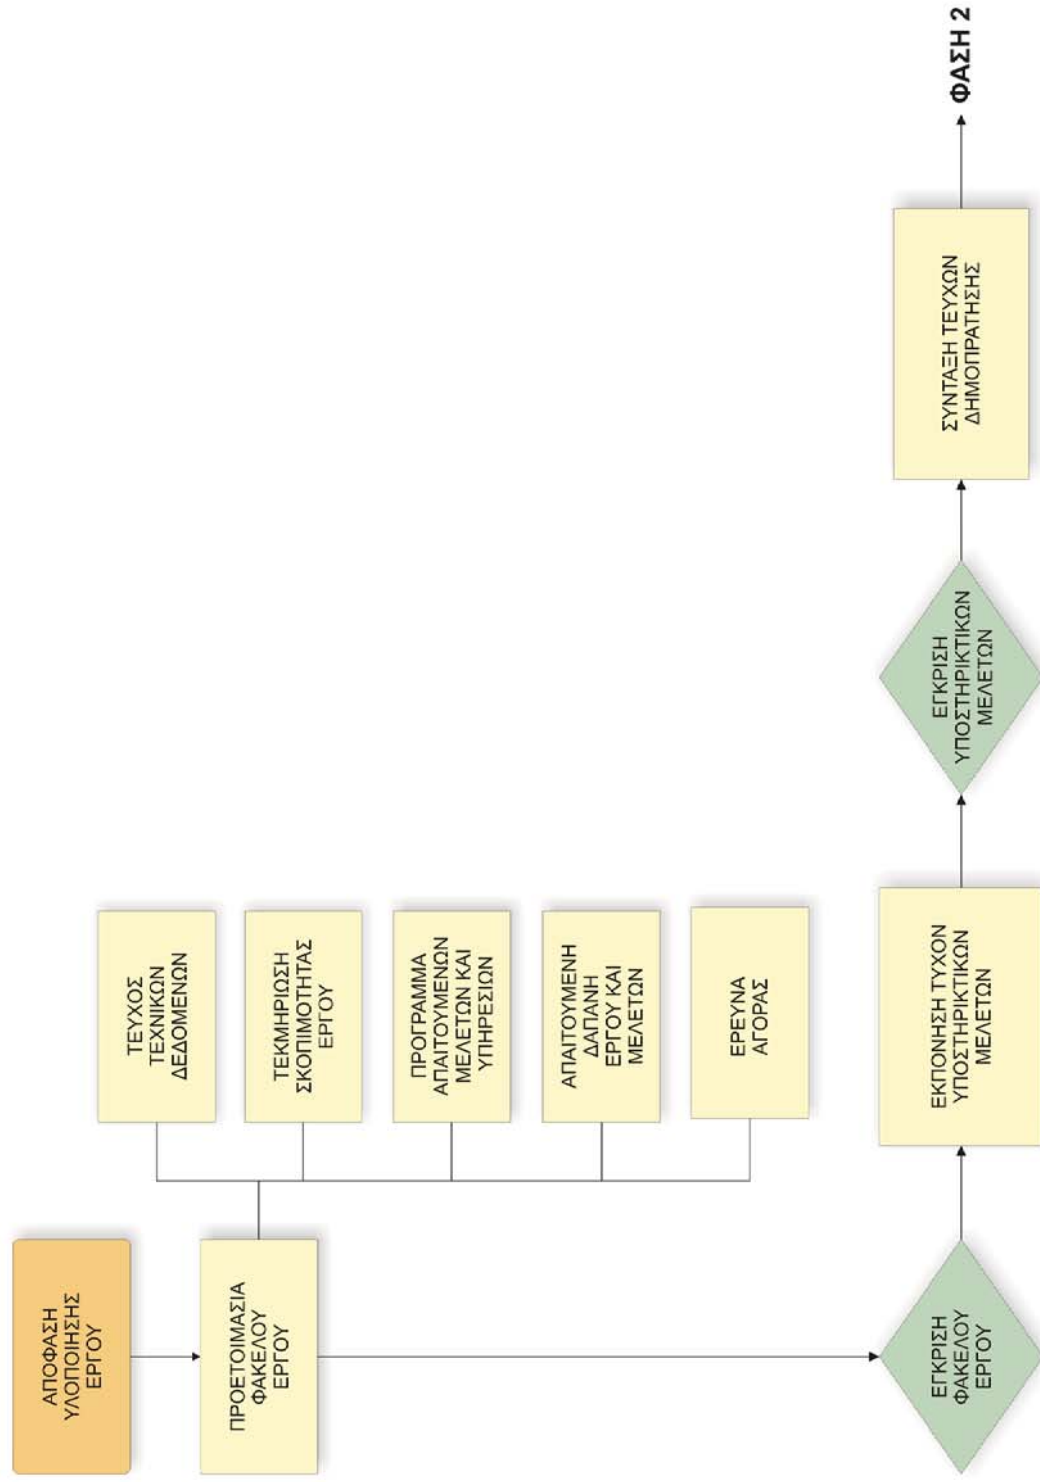 ΑΠΟΦΑΣΗ
ΥΛΟΠΟΙΗΣΗΣ
ΕΡΓΟΥ
ΠΡΟΕΤΟΙΜΑΣΙΑ
ΦΑΚΕΛΟΥ
ΕΡΓΟΥ
ΤΕΥΧΟΣ
ΤΕΧΝΙΚΩΝ
ΔΕΔΟΜΕΝΩΝ
ΤΕΚΜΗΡΙΩΣΗ
ΣΚΟΠΙΜΟΤΗΤΑΣ
ΕΡΓΟΥ
ΠΡΟΓΡΑΜΜΑ
ΑΠΑΙΤΟΥΜΕΝΩΝ
ΜΕΛΕΤΩΝ ΚΑΙ
ΥΠΗΡΕΣΙΩΝ
ΑΠΑΙΤΟΥΜΕΝΗ
ΔΑΠΑΝΗ
ΕΡΓΟΥ ΚΑΙ
ΜΕΛΕΤΩΝ
ΕΡΕΥΝΑ
ΑΓΟΡΑΣ
ΕΓΚΡΙΣΗ
ΦΑΚΕΛΟΥ
ΕΡΓΟΥ
ΕΚΠΟΝΗΣΗ ΤΥΧΟΝ
ΥΠΟΣΤΗΡΙΚΤΙΚΩΝ
ΜΕΛΕΤΩΝ
ΕΓΚΡΙΣΗ
ΥΠΟΣΤΗΡΙΚΤΙΚΩΝ
ΜΕΛΕΤΩΝ
ΣΥΝΤΑΞΗ ΤΕΥΧΩΝ
ΔΗΜΟΠΡΑΤΗΣΗΣ
ΦΑΣΗ 2